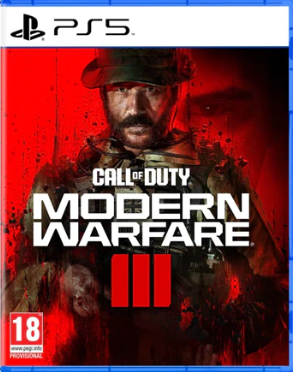 PS5
CALL OF DUTY
MODERN
WARFARE®
III
18
www.pegi.info
PROVISIONAL